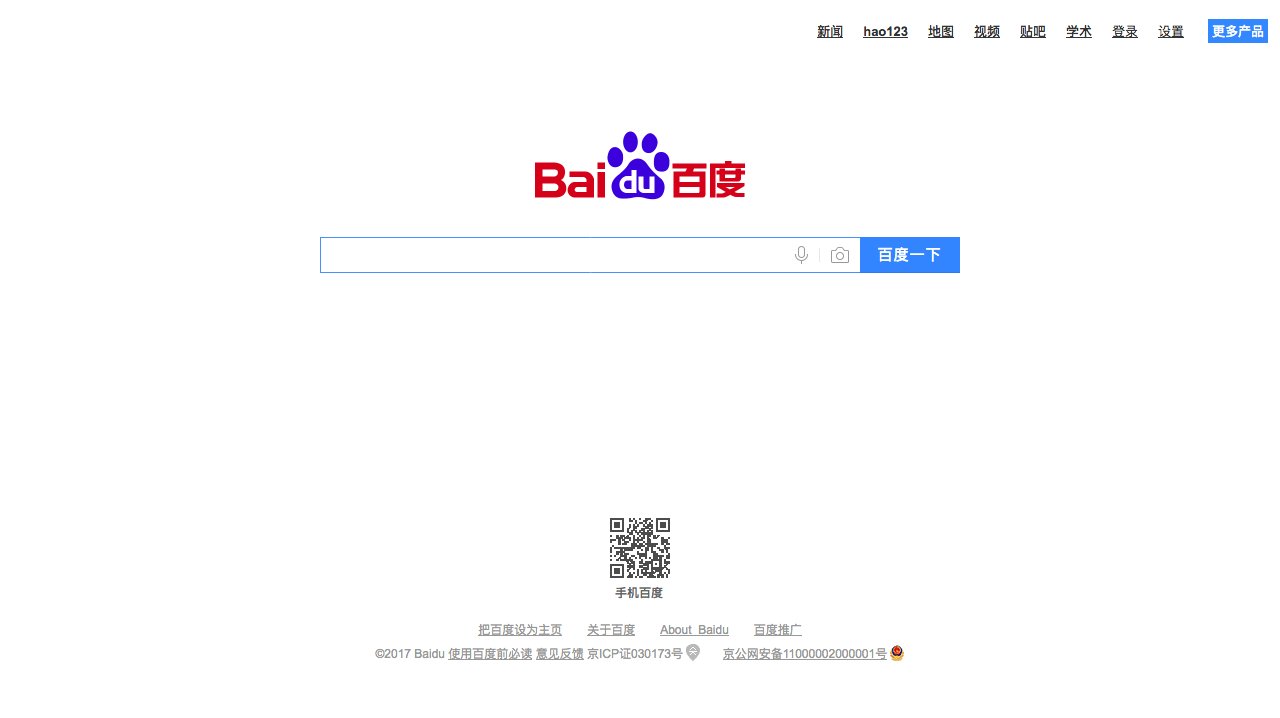 新闻 hao123 地图 视频 贴吧 学术 登录 设置 更多产品
Bai du 百度
百度一下
手机百度
把百度设为主页 关于百度 About Baidu 百度推广
©2017 Baidu 使用百度前必读 意见反馈 京ICP证030173号 京公网安备11000002000001号